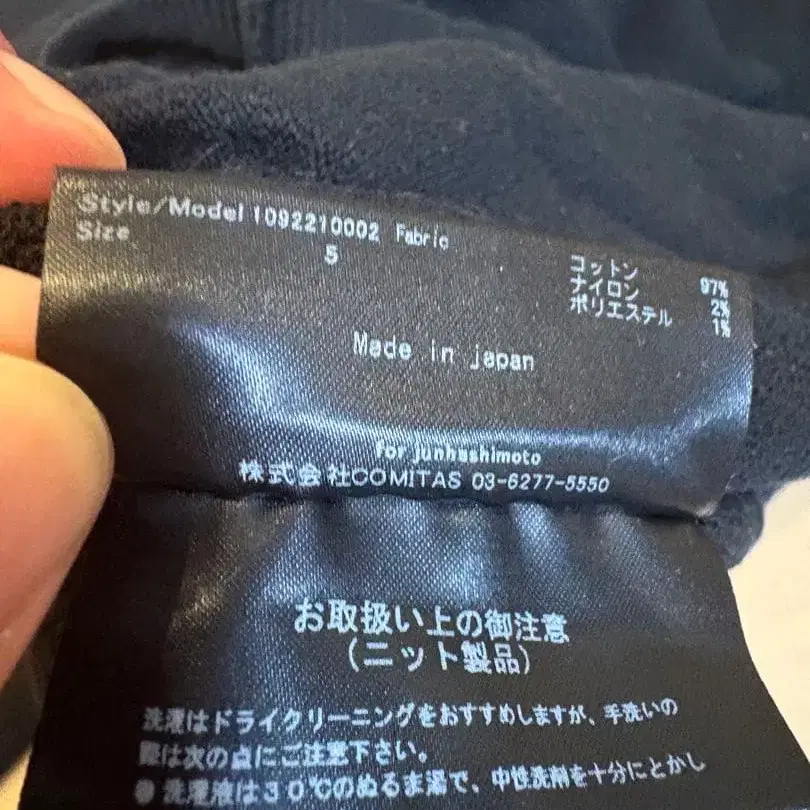 Style/Model 1092210002 Fabric
Size 5
コットン 97%
ナイロン 2%
ポリエステル 1%
Made in japan
for junhashimoto
株式会社COMITAS 03-6277-5550
お取扱い上の御注意
(ニット製品)
洗濯はドライクリーニングをおすすめしますが、手洗いの
際は次の点にご注意下さい。
● 洗濯液は30℃のぬるま湯で、中性洗剤を十分にとかし